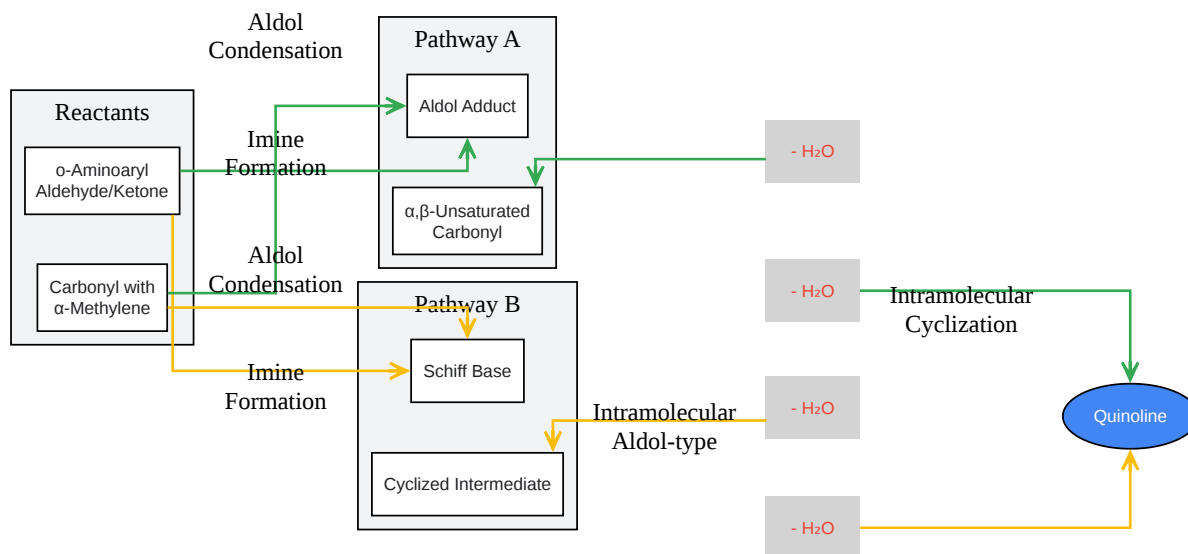 Reactants
o-Aminoaryl
Aldehyde/Ketone
Carbonyl with
α-Methylene
Aldol
Condensation
Imine
Formation
Aldol
Condensation
Imine
Formation
Pathway A
Aldol Adduct
α,β-Unsaturated
Carbonyl
Pathway B
Schiff Base
Cyclized Intermediate
Intramolecular
Aldol-type
- H₂O
- H₂O
- H₂O
- H₂O
Intramolecular
Cyclization
Quinoline